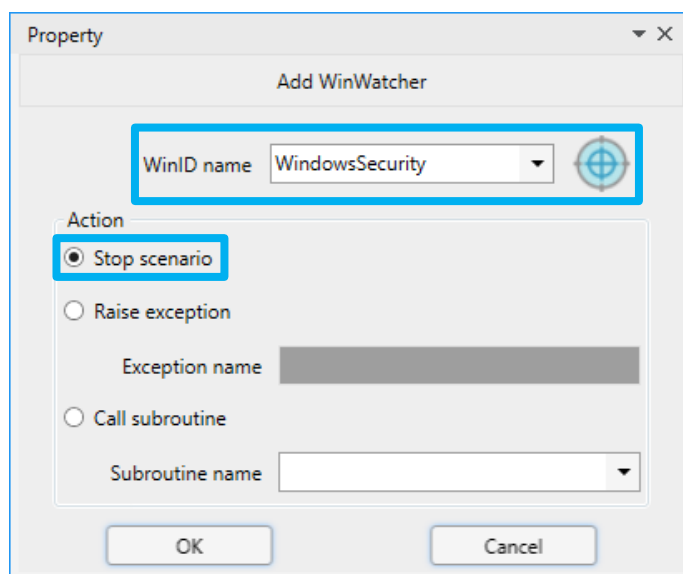 Property
Add WinWatcher
WinID name WindowsSecurity
Action
Stop scenario
Raise exception
Exception name
Call subroutine
Subroutine name
OK Cancel